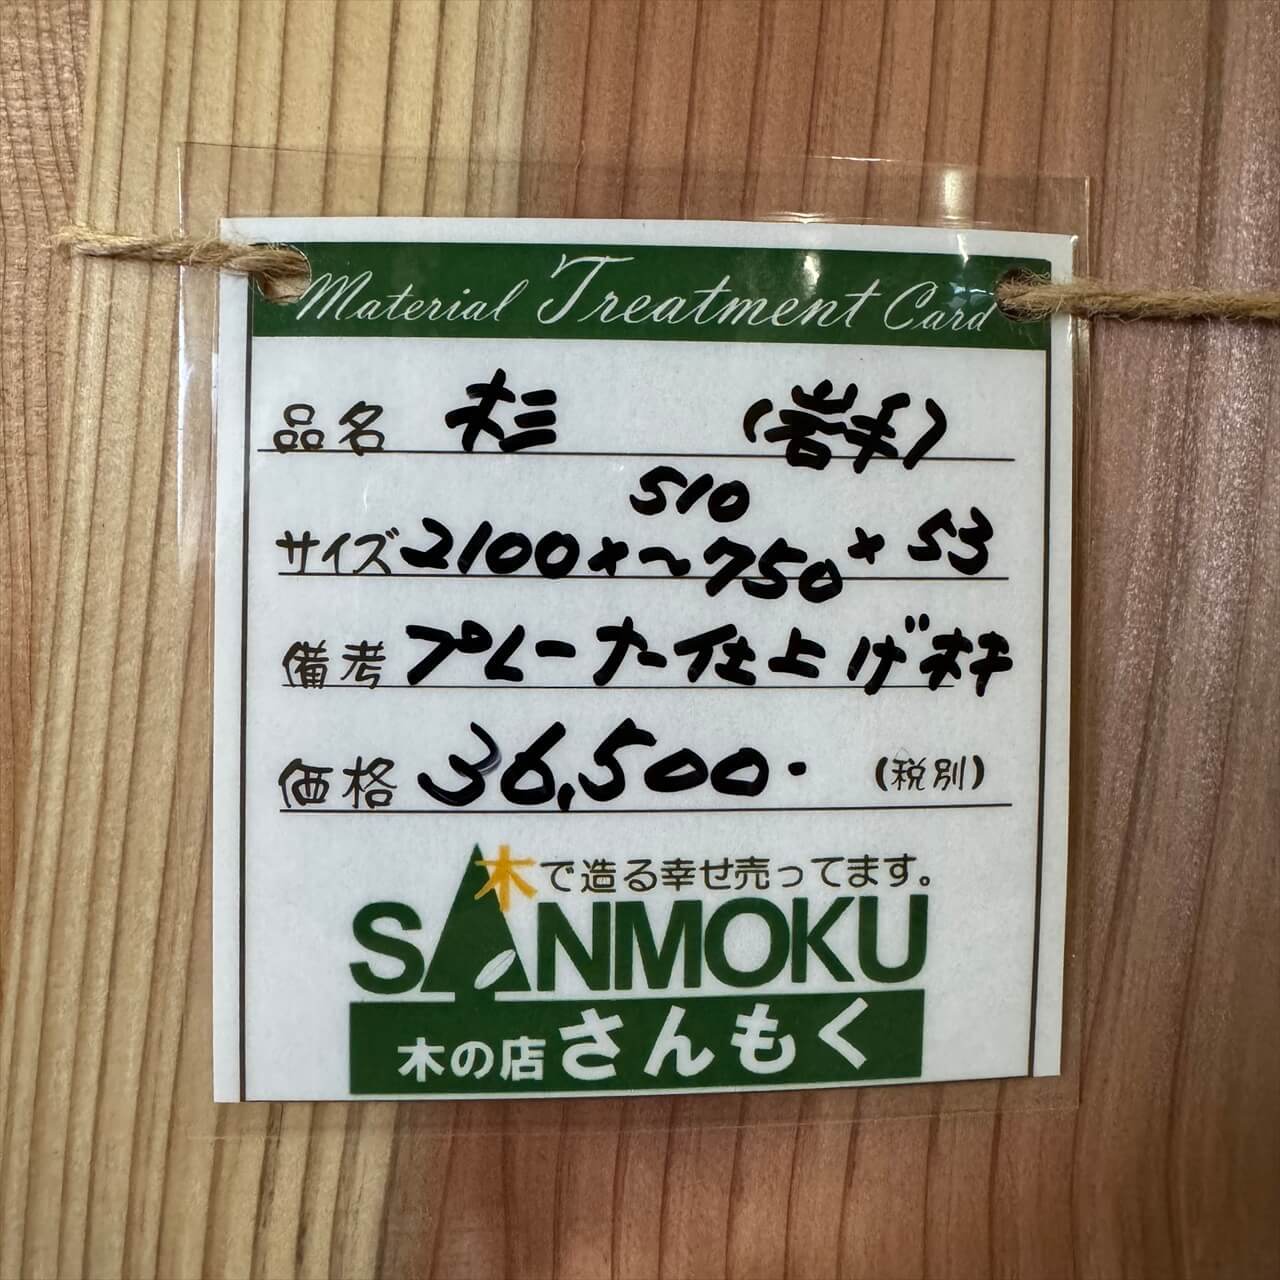 Material Treatment Card
品名 杉 (岩手)
510
サイズ 2100×~750×53
備考 プレーナー仕上げ材
価格 36,500. (税別)
木で造る幸せ売ってます。
SANMOKU
木の店さんもく